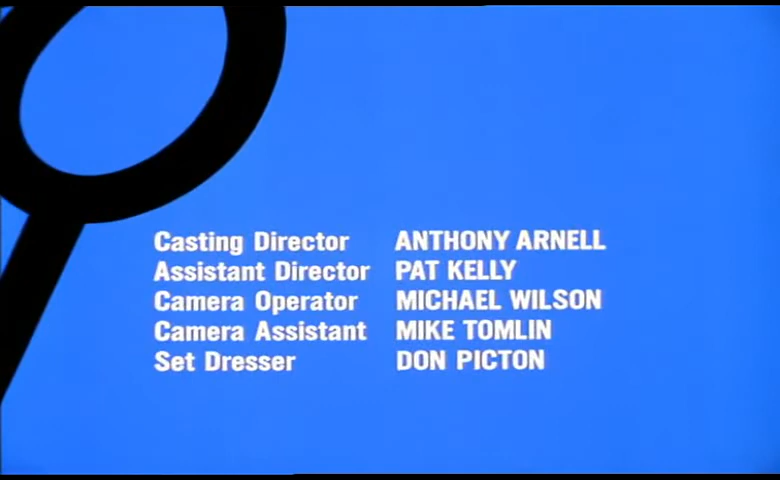 Casting Director ANTHONY ARNELL
Assistant Director PAT KELLY
Camera Operator MICHAEL WILSON
Camera Assistant MIKE TOMLIN
Set Dresser DON PICTON